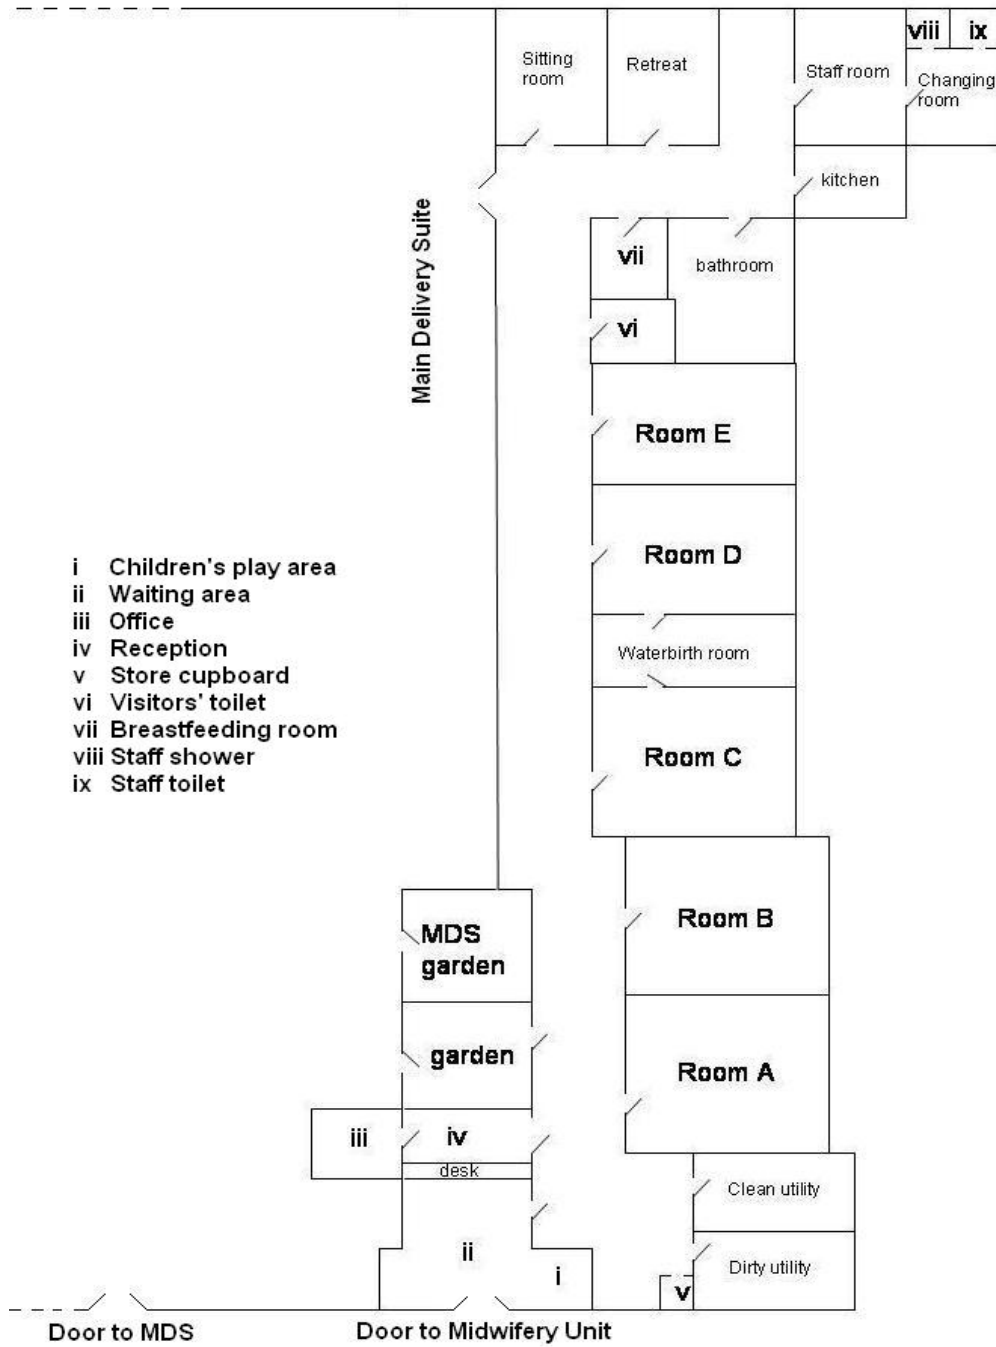 viii
ix
Sitting
room
Retreat
Staff room
Changing
room
kitchen
Main Delivery Suite
vii
bathroom
vi
Room E
Room D
i Children's play area
ii Waiting area
iii Office
iv Reception
v Store cupboard
vi Visitors' toilet
vii Breastfeeding room
viii Staff shower
ix Staff toilet
Waterbirth room
Room C
Room B
MDS
garden
garden
Room A
iii
iv
desk
Clean utility
ii
i
Dirty utility
v
Door to MDS
Door to Midwifery Unit